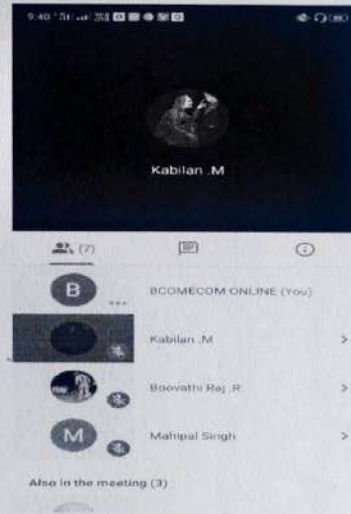 9:40
Kabilan .M
(7)
B
BCOMECOM ONLINE (You)
Kabilan .M
Boovathi Raj .R
M
Mahipal Singh
Also in the meeting (3)